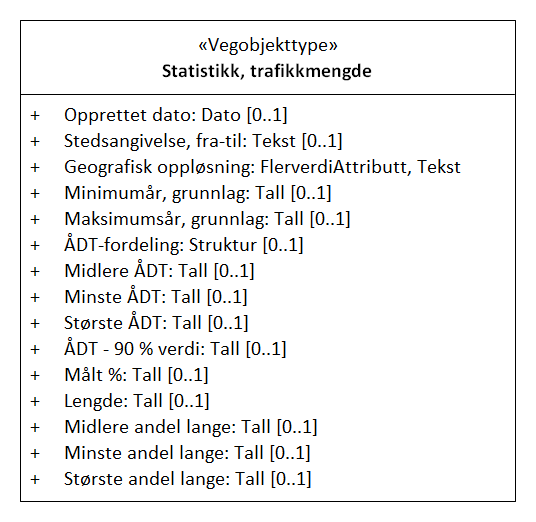 «Vegobjekttype»
Statistikk, trafikkmengde
+ Opprettet dato: Dato [0..1]
+ Stedsangivelse, fra-til: Tekst [0..1]
+ Geografisk oppløsning: FlerverdiAttributt, Tekst
+ Minimumår, grunnlag: Tall [0..1]
+ Maksimumsår, grunnlag: Tall [0..1]
+ ÅDT-fordeling: Struktur [0..1]
+ Midlere ÅDT: Tall [0..1]
+ Minste ÅDT: Tall [0..1]
+ Største ÅDT: Tall [0..1]
+ ÅDT - 90 % verdi: Tall [0..1]
+ Målt %: Tall [0..1]
+ Lengde: Tall [0..1]
+ Midlere andel lange: Tall [0..1]
+ Minste andel lange: Tall [0..1]
+ Største andel lange: Tall [0..1]